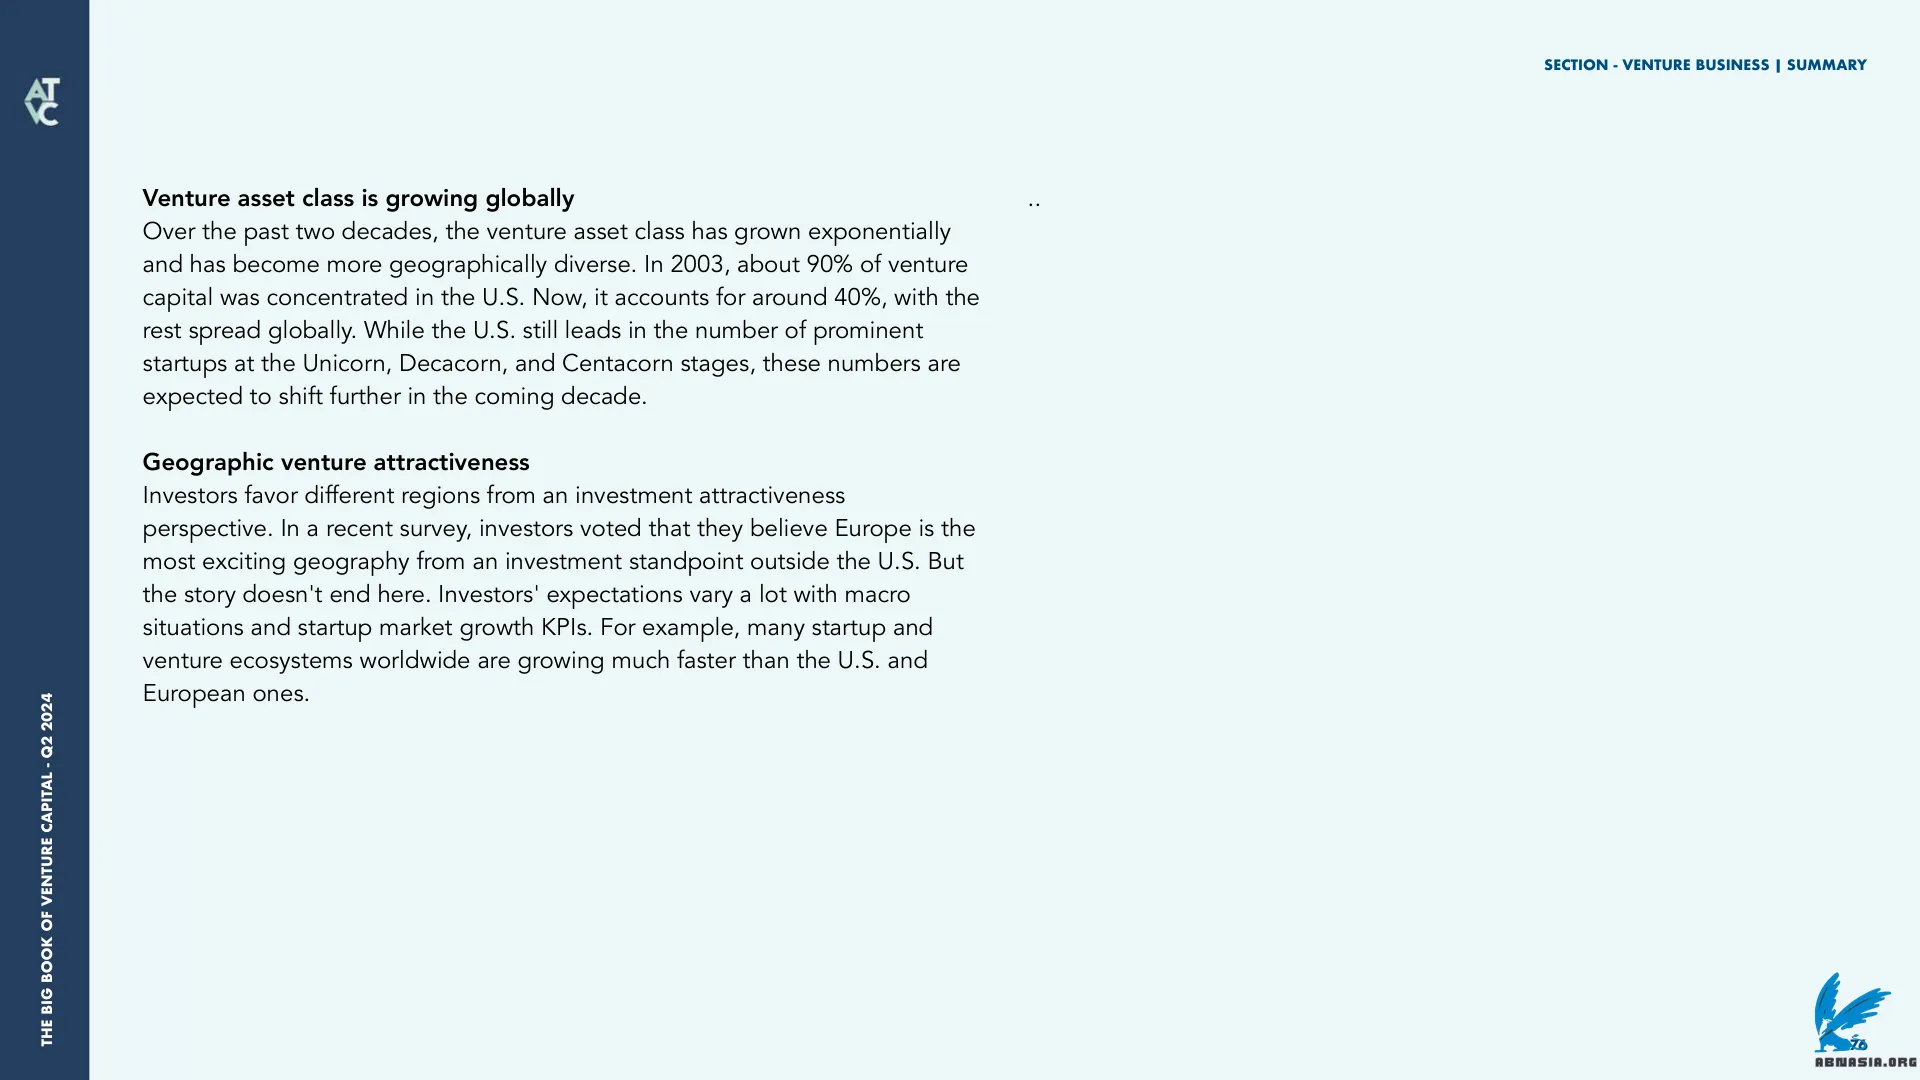 SECTION - VENTURE BUSINESS | SUMMARY
AT
VC
Venture asset class is growing globally
Over the past two decades, the venture asset class has grown exponentially
and has become more geographically diverse. In 2003, about 90% of venture
capital was concentrated in the U.S. Now, it accounts for around 40%, with the
rest spread globally. While the U.S. still leads in the number of prominent
startups at the Unicorn, Decacorn, and Centacorn stages, these numbers are
expected to shift further in the coming decade.
Geographic venture attractiveness
Investors favor different regions from an investment attractiveness
perspective. In a recent survey, investors voted that they believe Europe is the
most exciting geography from an investment standpoint outside the U.S. But
the story doesn't end here. Investors' expectations vary a lot with macro
situations and startup market growth KPIs. For example, many startup and
venture ecosystems worldwide are growing much faster than the U.S. and
European ones.
..
THE BIG BOOK OF VENTURE CAPITAL - Q2 2024
76
ABNASIA.ORG